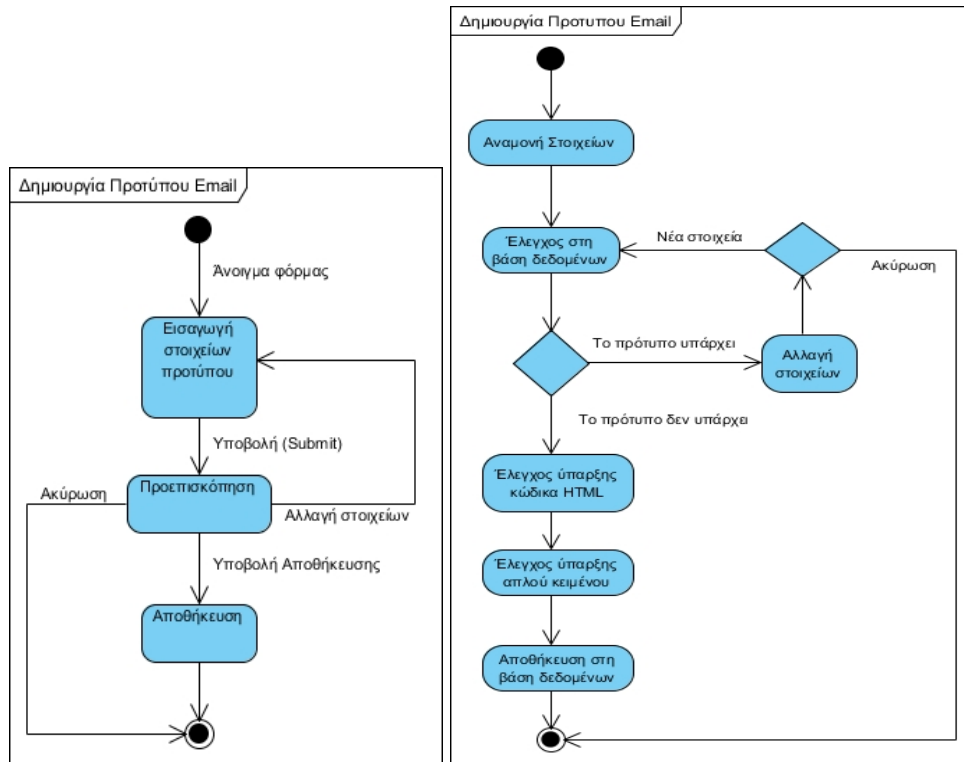 Δημιουργία Προτύπου Email
Άνοιγμα φόρμας
Εισαγωγή
στοιχείων
προτύπου
Υποβολή (Submit)
Ακύρωση
Προεπισκόπηση
Αλλαγή στοιχείων
Υποβολή Αποθήκευσης
Αποθήκευση
Δημιουργία Προτυπου Email
Αναμονή Στοιχείων
Έλεγχος στη
βάση δεδομένων
Νέα στοιχεία
Ακύρωση
Το πρότυπο υπάρχει
Αλλαγή
στοιχείων
Το πρότυπο δεν υπάρχει
Έλεγχος ύπαρξης
κώδικα HTML
Έλεγχος ύπαρξης
απλού κειμένου
Αποθήκευση στη
βάση δεδομένων